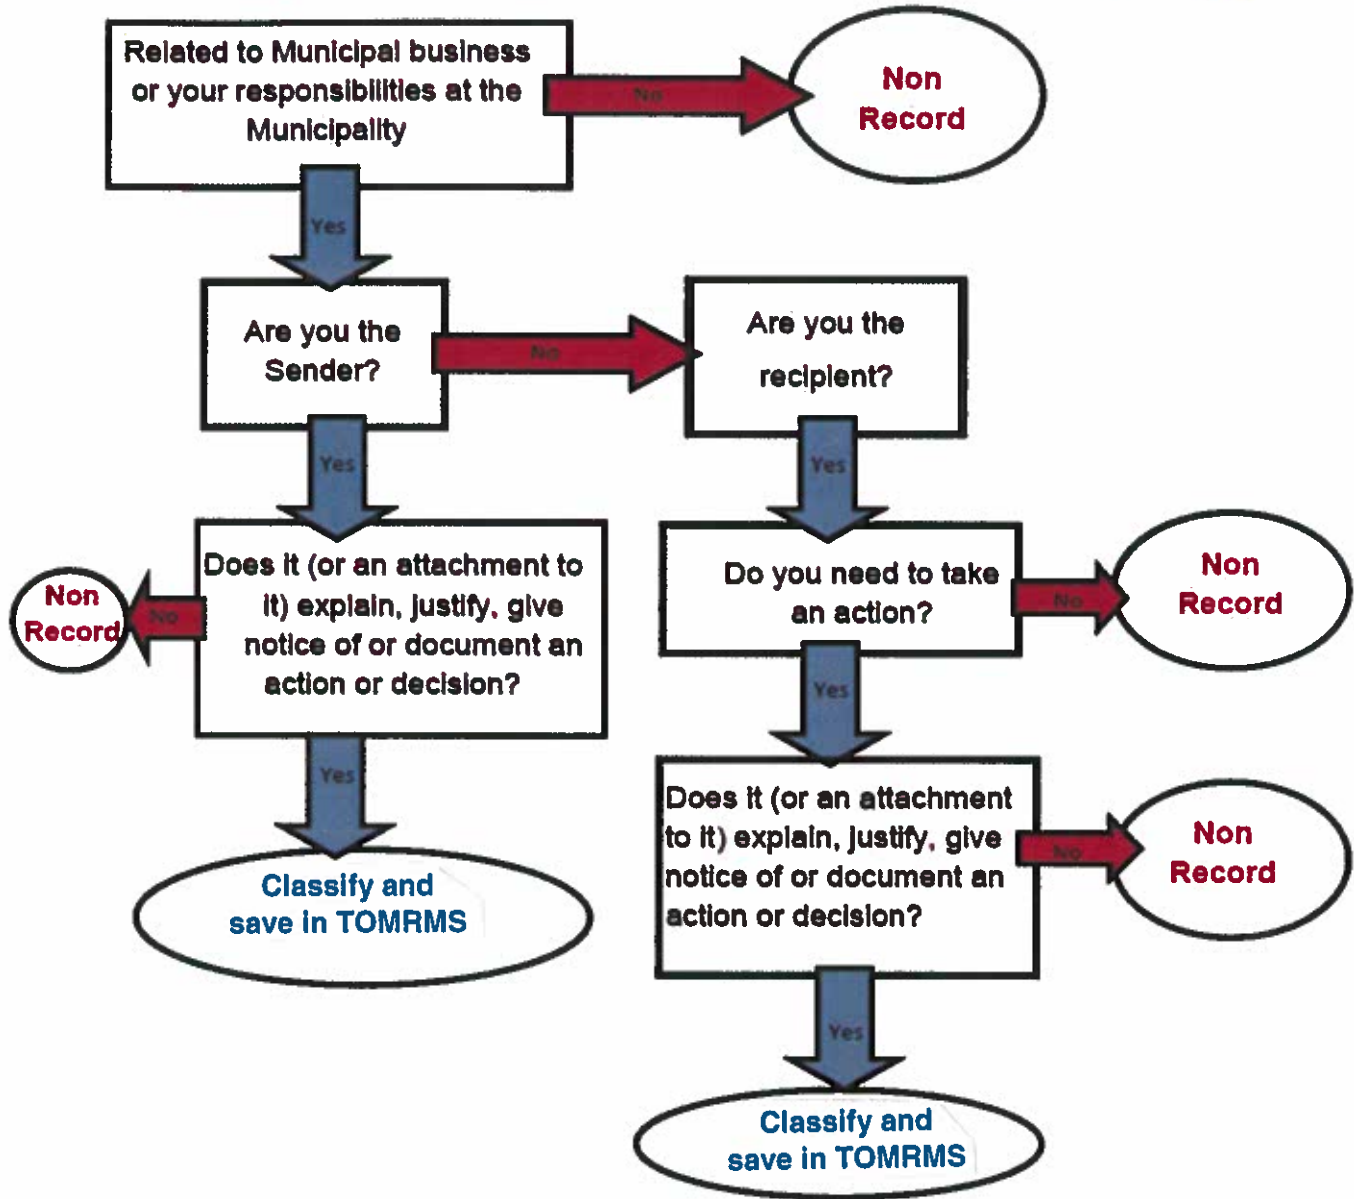 Related to Municipal business
or your responsibilities at the
Municipality
No
Non
Record
Yes
Are you the
Sender?
No
Are you the
recipient?
Yes
Yes
Does it (or an attachment to
it) explain, justify, give
notice of or document an
action or decision?
No
Non
Record
Do you need to take
an action?
No
Non
Record
Yes
Yes
Does it (or an attachment
to it) explain, justify, give
notice of or document an
action or decision?
No
Non
Record
Classify and
save in TOMRMS
Yes
Classify and
save in TOMRMS